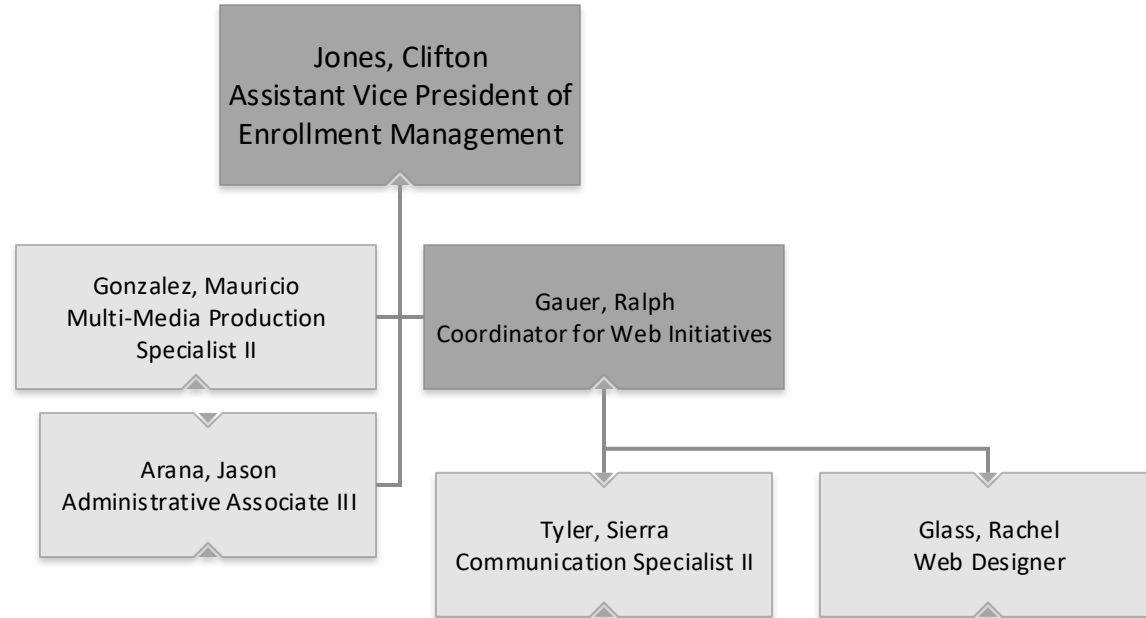 Jones, Clifton
Assistant Vice President of
Enrollment Management
Gonzalez, Mauricio
Multi-Media Production
Specialist II
Gauer, Ralph
Coordinator for Web Initiatives
Arana, Jason
Administrative Associate III
Tyler, Sierra
Communication Specialist II
Glass, Rachel
Web Designer